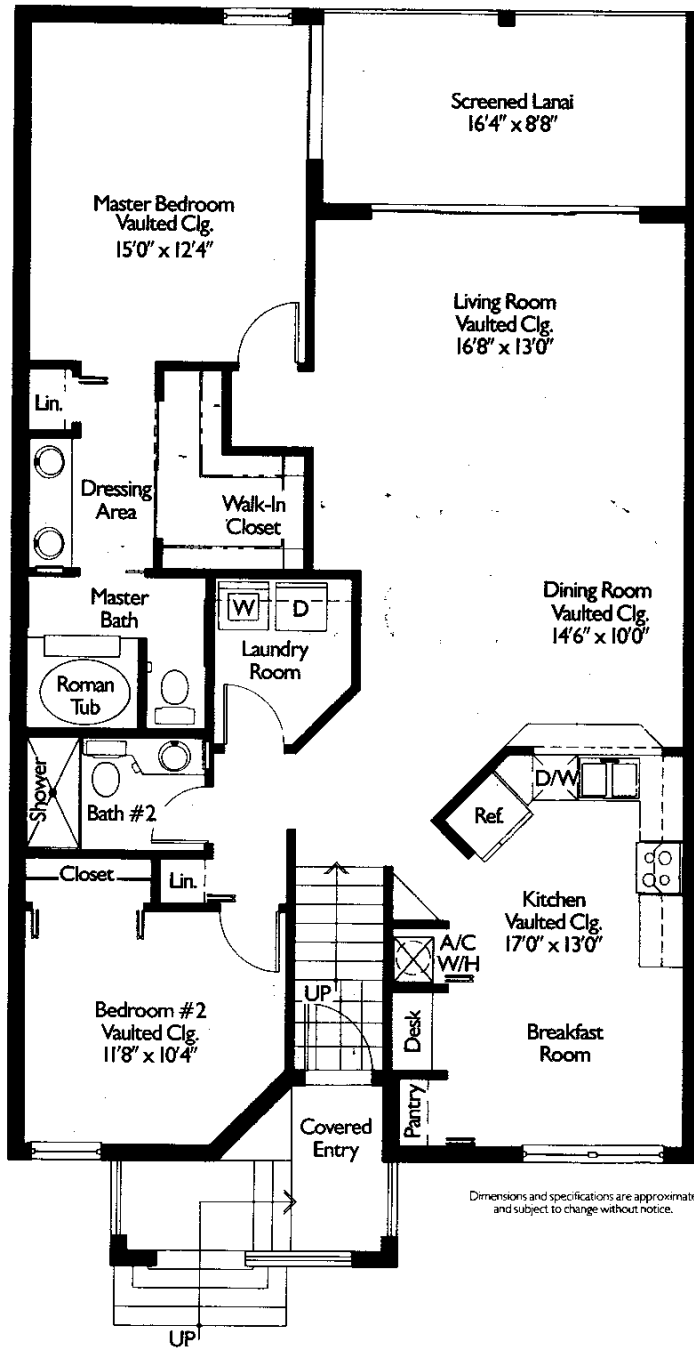 Screened Lanai
16'4" x 8'8"
Master Bedroom
Vaulted Clg.
15'0" x 12'4"
Living Room
Vaulted Clg.
16'8" x 13'0"
Lin.
Dressing
Area
Walk-In
Closet
Master
Bath
W
D
Laundry
Room
Dining Room
Vaulted Clg.
14'6" x 10'0"
Roman
Tub
Shower
Bath #2
D/W
Ref.
Closet
Lin.
Kitchen
Vaulted Clg.
17'0" x 13'0"
A/C
W/H
UP
Bedroom #2
Vaulted Clg.
11'8" x 10'4"
Desk
Breakfast
Room
Pantry
Covered
Entry
Dimensions and specifications are approximate
and subject to change without notice.
UP